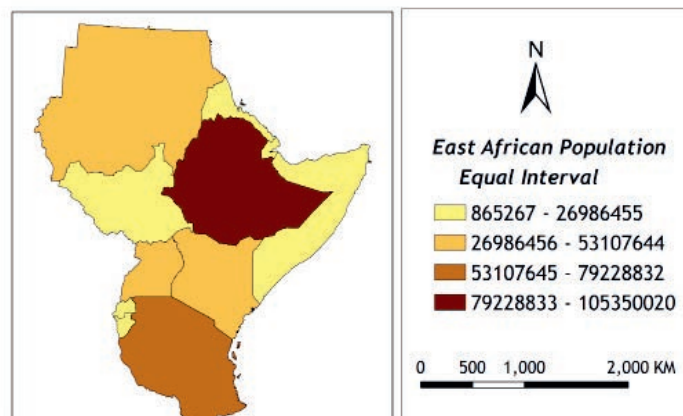 N
East African Population
Equal Interval
865267 - 26986455
26986456 - 53107644
53107645 - 79228832
79228833 - 105350020
0 500 1,000 2,000 KM